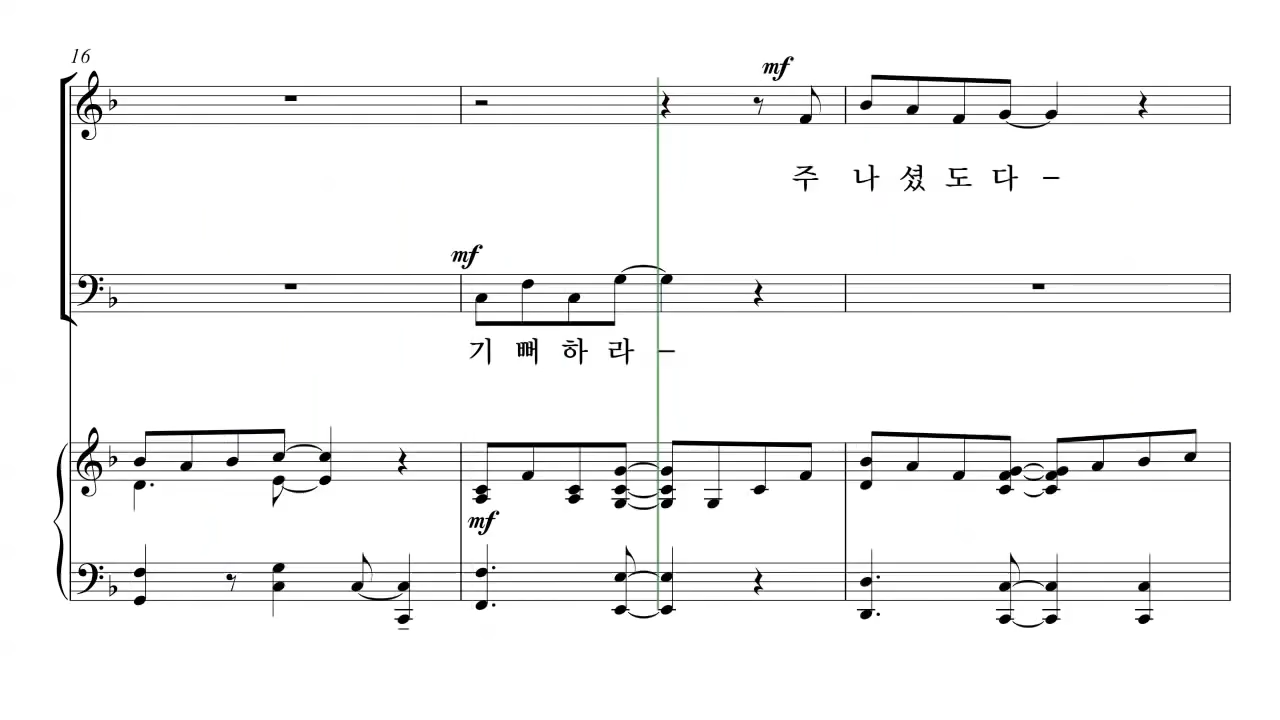 16
mf
주 나 셨 도 다 -
mf
기 뻐 하 라 -
mf